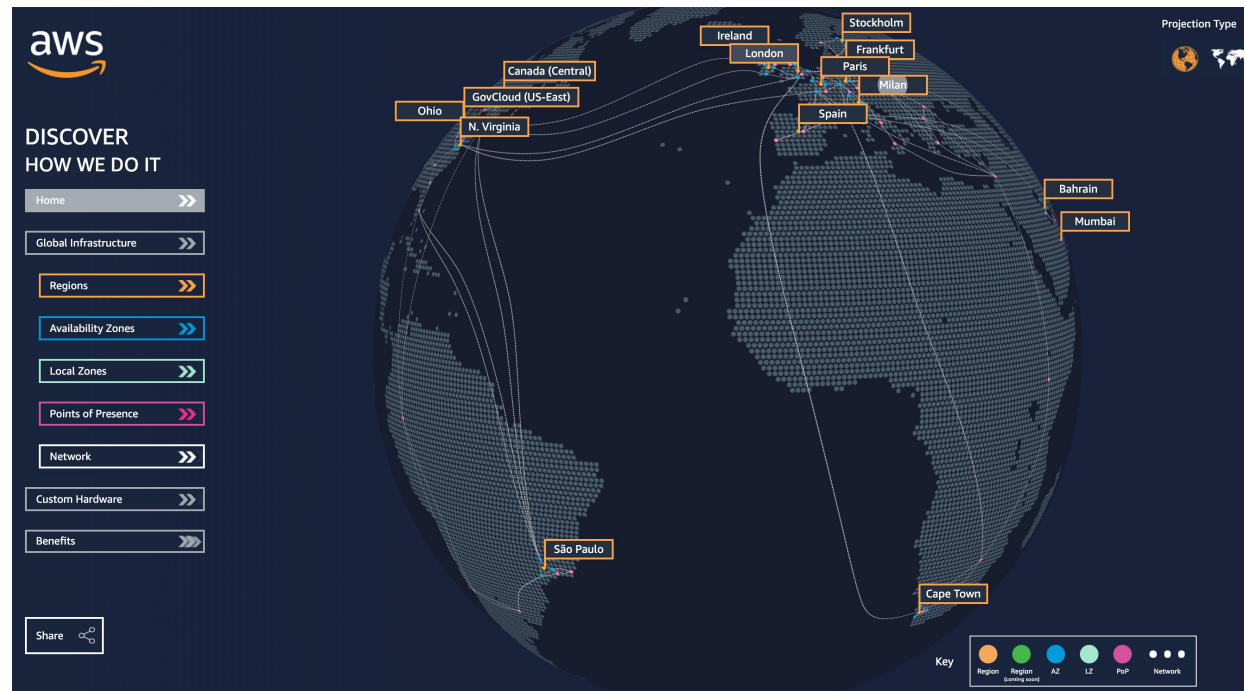 aws
DISCOVER
HOW WE DO IT
Home
Global Infrastructure
Regions
Availability Zones
Local Zones
Points of Presence
Network
Custom Hardware
Benefits
Share
Projection Type
Stockholm
Ireland
London
Frankfurt
Paris
Canada (Central)
Milan
GovCloud (US-East)
Ohio
N. Virginia
Spain
Bahrain
Mumbai
São Paulo
Cape Town
Key
Region
Region
(coming soon)
AZ
LZ
PoP
Network